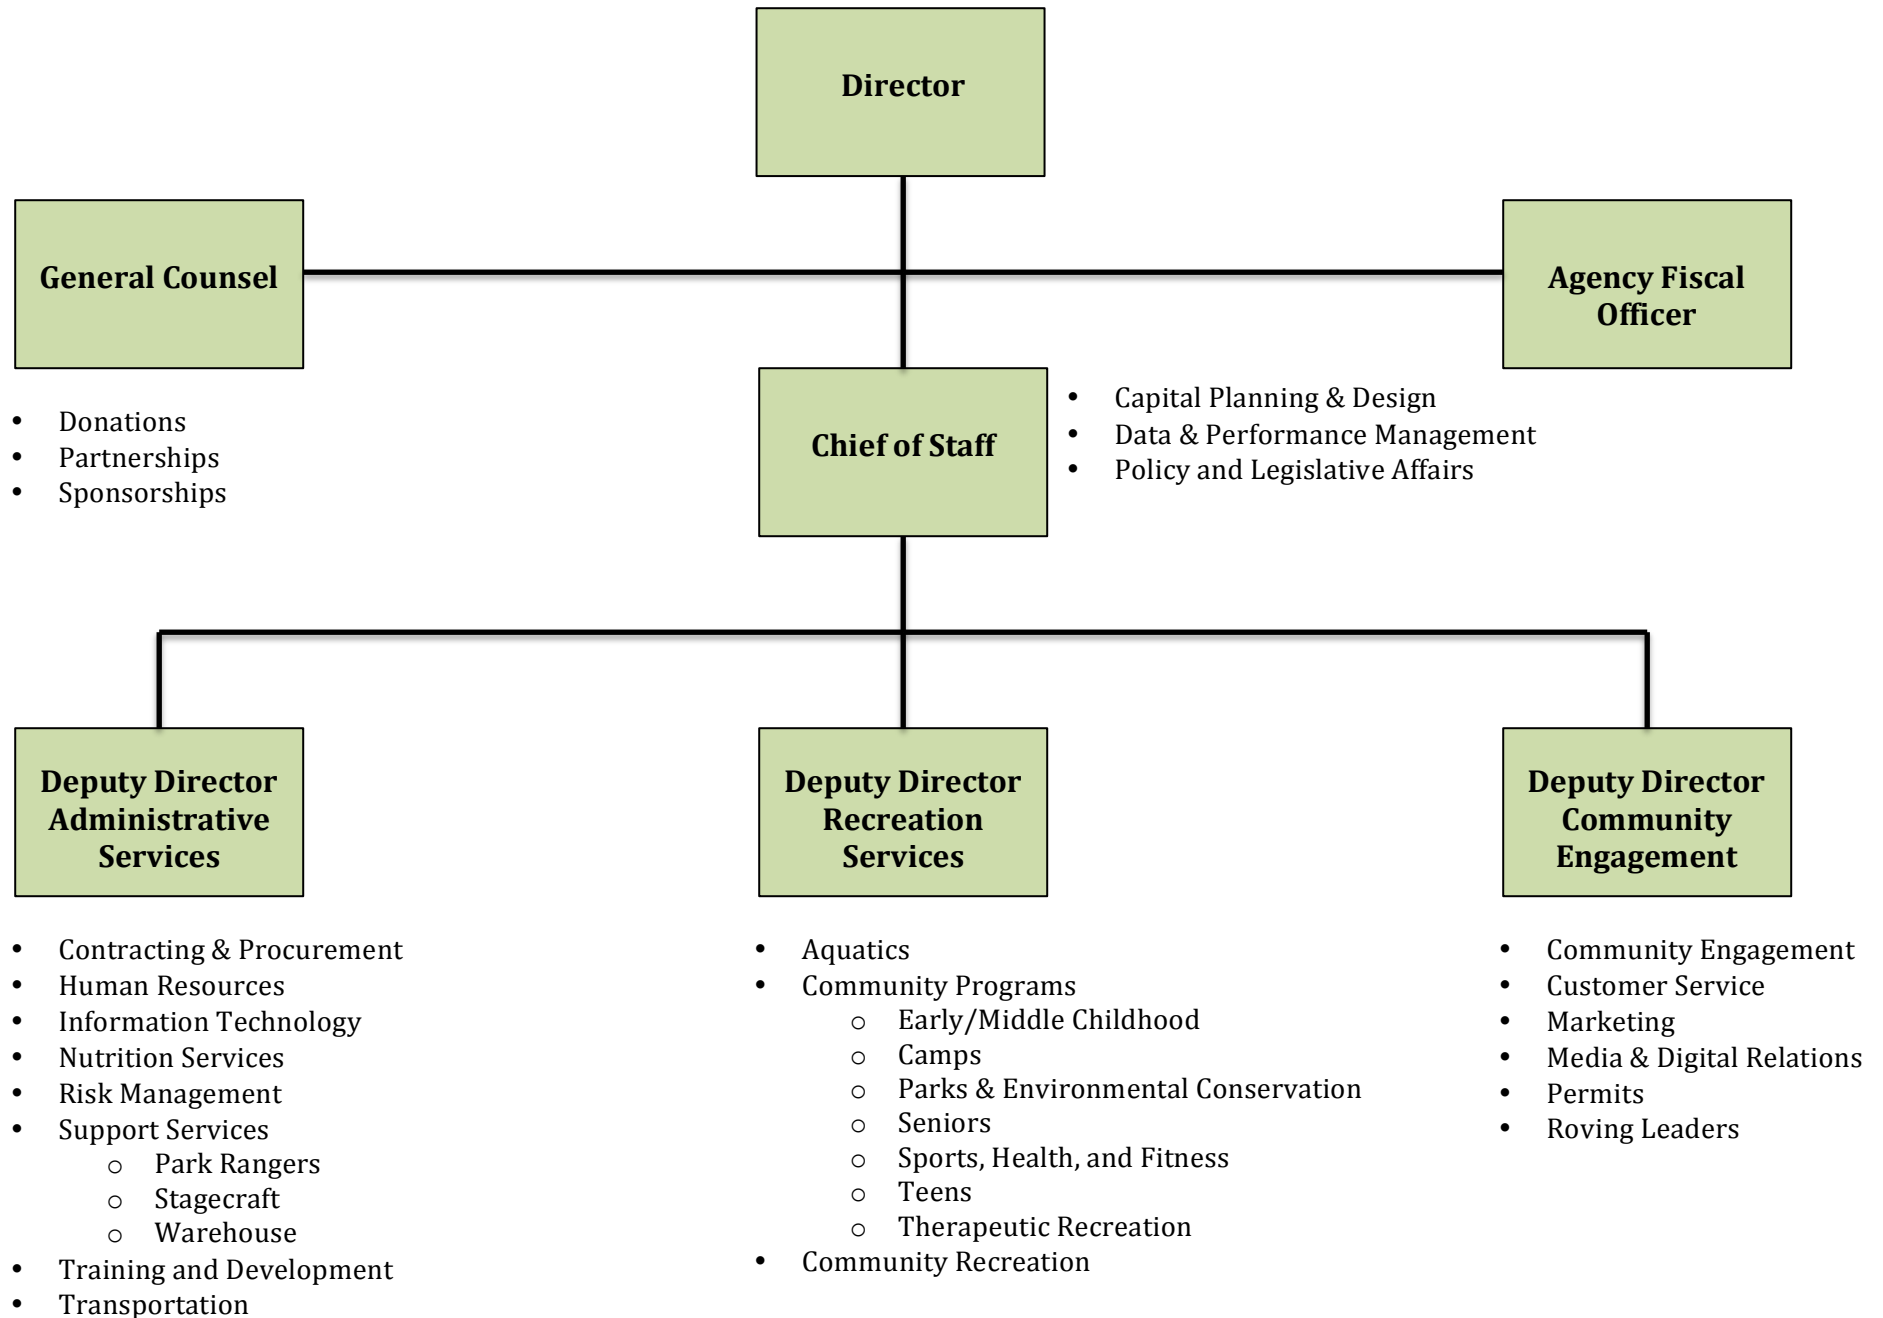 Director
General Counsel
Agency Fiscal
Officer
• Donations
• Partnerships
• Sponsorships
Chief of Staff
• Capital Planning & Design
• Data & Performance Management
• Policy and Legislative Affairs
Deputy Director
Administrative
Services
• Contracting & Procurement
• Human Resources
• Information Technology
• Nutrition Services
• Risk Management
• Support Services
o Park Rangers
o Stagecraft
o Warehouse
• Training and Development
• Transportation
Deputy Director
Recreation
Services
• Aquatics
• Community Programs
o Early/Middle Childhood
o Camps
o Parks & Environmental Conservation
o Seniors
o Sports, Health, and Fitness
o Teens
o Therapeutic Recreation
• Community Recreation
Deputy Director
Community
Engagement
• Community Engagement
• Customer Service
• Marketing
• Media & Digital Relations
• Permits
• Roving Leaders